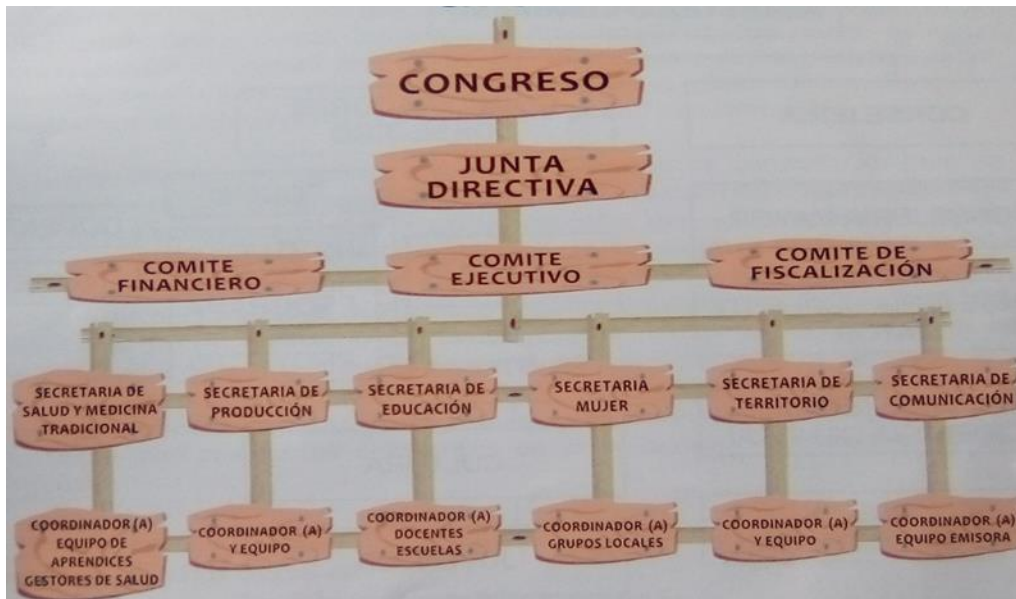 CONGRESO
JUNTA
DIRECTIVA
COMITE
FINANCIERO
COMITE
EJECUTIVO
COMITE DE
FISCALIZACIÓN
SECRETARIA DE
SALUD Y MEDICINA
TRADICIONAL
SECRETARIA DE
PRODUCCIÓN
SECRETARIA DE
EDUCACIÓN
SECRETARIA
MUJER
SECRETARIA DE
TERRITORIO
SECRETARIA DE
COMUNICACIÓN
COORDINADOR (A)
EQUIPO DE
APRENDICES
GESTORES DE SALUD
COORDINADOR (A)
Y EQUIPO
COORDINADOR (A)
DOCENTES
ESCUELAS
COORDINADOR (A)
GRUPOS LOCALES
COORDINADOR (A)
Y EQUIPO
COORDINADOR (A)
EQUIPO EMISORA